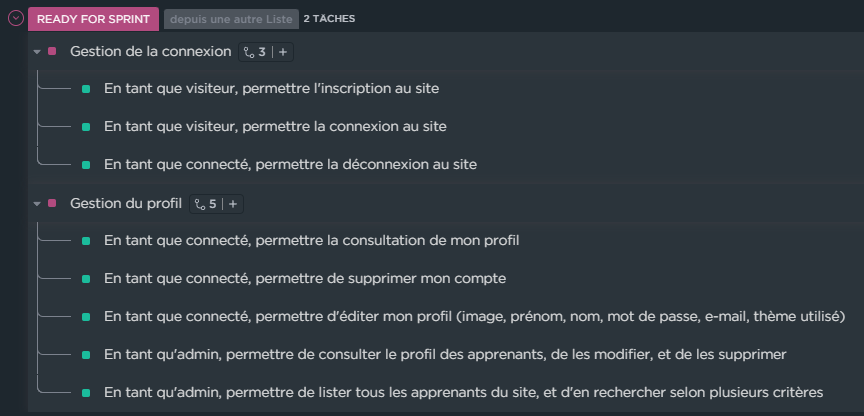 READY FOR SPRINT depuis une autre Liste 2 TÂCHES
Gestion de la connexion 3 | +
En tant que visiteur, permettre l'inscription au site
En tant que visiteur, permettre la connexion au site
En tant que connecté, permettre la déconnexion au site
Gestion du profil 5 | +
En tant que connecté, permettre la consultation de mon profil
En tant que connecté, permettre de supprimer mon compte
En tant que connecté, permettre d'éditer mon profil (image, prénom, nom, mot de passe, e-mail, thème utilisé)
En tant qu'admin, permettre de consulter le profil des apprenants, de les modifier, et de les supprimer
En tant qu'admin, permettre de lister tous les apprenants du site, et d'en rechercher selon plusieurs critères